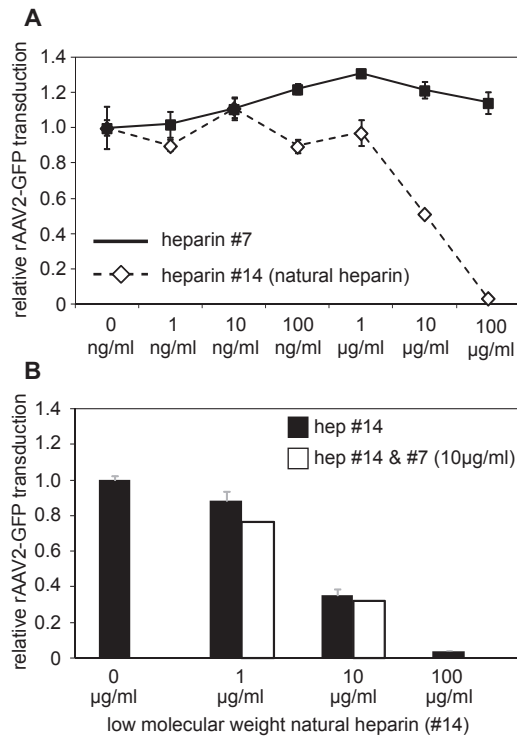 A
relative rAAV2-GFP transduction
1.4
1.2
1.0
0.8
0.6
0.4
0.2
0
heparin #7
heparin #14 (natural heparin)
0 1 10 100 1 10 100
ng/ml ng/ml ng/ml ng/ml µg/ml µg/ml µg/ml
B
relative rAAV2-GFP transduction
1.4
1.2
1.0
0.8
0.6
0.4
0.2
0
hep #14
hep #14 & #7 (10µg/ml)
0 1 10 100
µg/ml µg/ml µg/ml µg/ml
low molecular weight natural heparin (#14)